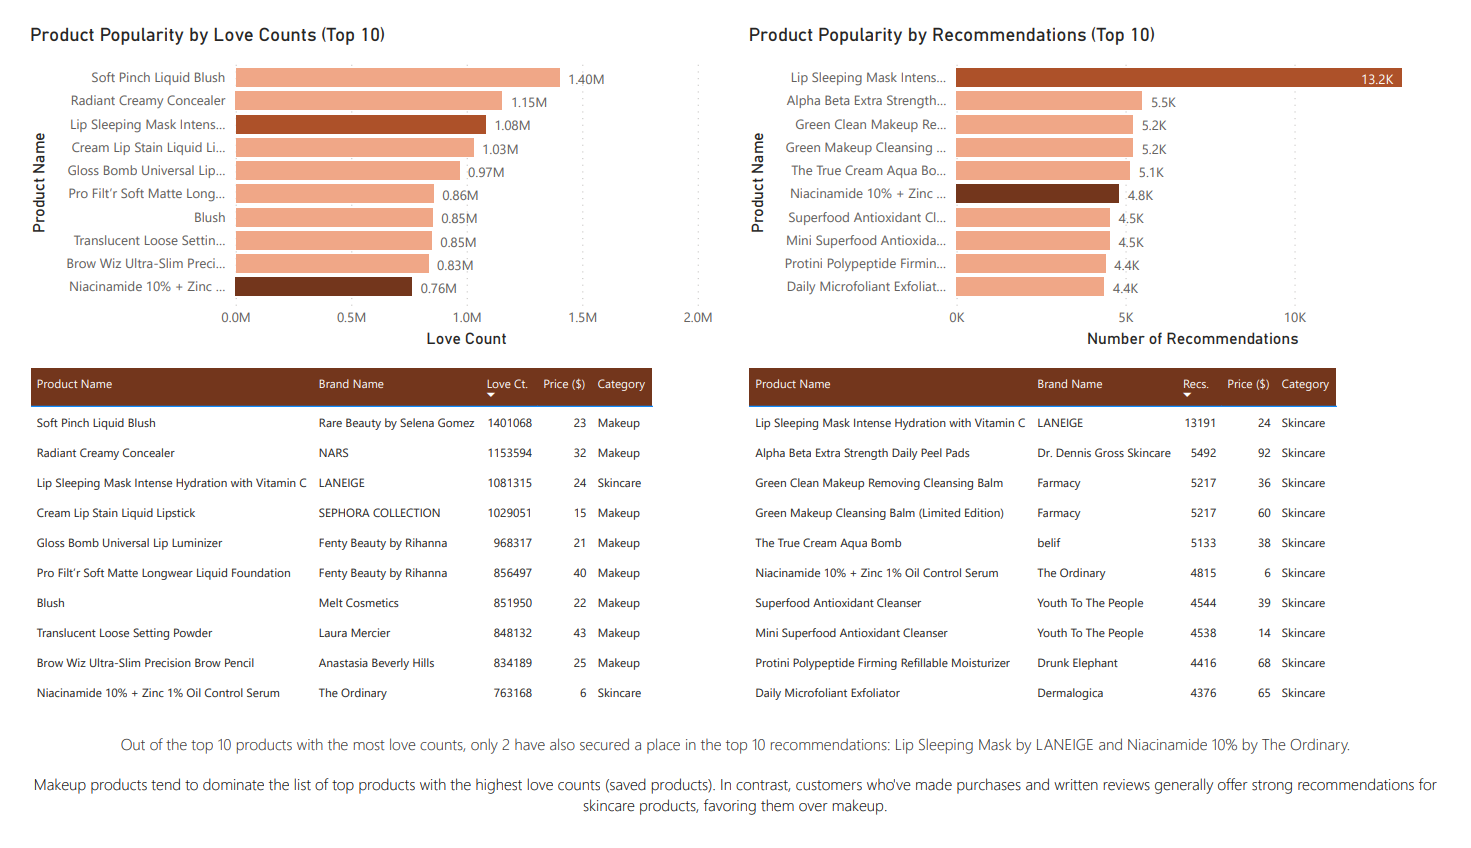 Product Popularity by Love Counts (Top 10)
Product Name
Soft Pinch Liquid Blush 1.40M
Radiant Creamy Concealer 1.15M
Lip Sleeping Mask Intens... 1.08M
Cream Lip Stain Liquid Li... 1.03M
Gloss Bomb Universal Lip... 0.97M
Pro Filt'r Soft Matte Long... 0.86M
Blush 0.85M
Translucent Loose Settin... 0.85M
Brow Wiz Ultra-Slim Preci... 0.83M
Niacinamide 10% + Zinc ... 0.76M
0.0M 0.5M 1.0M 1.5M 2.0M
Love Count
Product Popularity by Recommendations (Top 10)
Product Name
Lip Sleeping Mask Intens... 13.2K
Alpha Beta Extra Strength... 5.5K
Green Clean Makeup Re... 5.2K
Green Makeup Cleansing ... 5.2K
The True Cream Aqua Bo... 5.1K
Niacinamide 10% + Zinc ... 4.8K
Superfood Antioxidant Cl... 4.5K
Mini Superfood Antioxida... 4.5K
Protini Polypeptide Firmin... 4.4K
Daily Microfoliant Exfoliat... 4.4K
0K 5K 10K
Number of Recommendations
Product Name Brand Name Love Ct. Price ($) Category
Soft Pinch Liquid Blush Rare Beauty by Selena Gomez 1401068 23 Makeup
Radiant Creamy Concealer NARS 1153594 32 Makeup
Lip Sleeping Mask Intense Hydration with Vitamin C LANEIGE 1081315 24 Skincare
Cream Lip Stain Liquid Lipstick SEPHORA COLLECTION 1029051 15 Makeup
Gloss Bomb Universal Lip Luminizer Fenty Beauty by Rihanna 968317 21 Makeup
Pro Filt'r Soft Matte Longwear Liquid Foundation Fenty Beauty by Rihanna 856497 40 Makeup
Blush Melt Cosmetics 851950 22 Makeup
Translucent Loose Setting Powder Laura Mercier 848132 43 Makeup
Brow Wiz Ultra-Slim Precision Brow Pencil Anastasia Beverly Hills 834189 25 Makeup
Niacinamide 10% + Zinc 1% Oil Control Serum The Ordinary 763168 6 Skincare
Product Name Brand Name Recs. Price ($) Category
Lip Sleeping Mask Intense Hydration with Vitamin C LANEIGE 13191 24 Skincare
Alpha Beta Extra Strength Daily Peel Pads Dr. Dennis Gross Skincare 5492 92 Skincare
Green Clean Makeup Removing Cleansing Balm Farmacy 5217 36 Skincare
Green Makeup Cleansing Balm (Limited Edition) Farmacy 5217 60 Skincare
The True Cream Aqua Bomb belif 5133 38 Skincare
Niacinamide 10% + Zinc 1% Oil Control Serum The Ordinary 4815 6 Skincare
Superfood Antioxidant Cleanser Youth To The People 4544 39 Skincare
Mini Superfood Antioxidant Cleanser Youth To The People 4538 14 Skincare
Protini Polypeptide Firming Refillable Moisturizer Drunk Elephant 4416 68 Skincare
Daily Microfoliant Exfoliator Dermalogica 4376 65 Skincare
Out of the top 10 products with the most love counts, only 2 have also secured a place in the top 10 recommendations: Lip Sleeping Mask by LANEIGE and Niacinamide 10% by The Ordinary.
Makeup products tend to dominate the list of top products with the highest love counts (saved products). In contrast, customers who've made purchases and written reviews generally offer strong recommendations for
skincare products, favoring them over makeup.